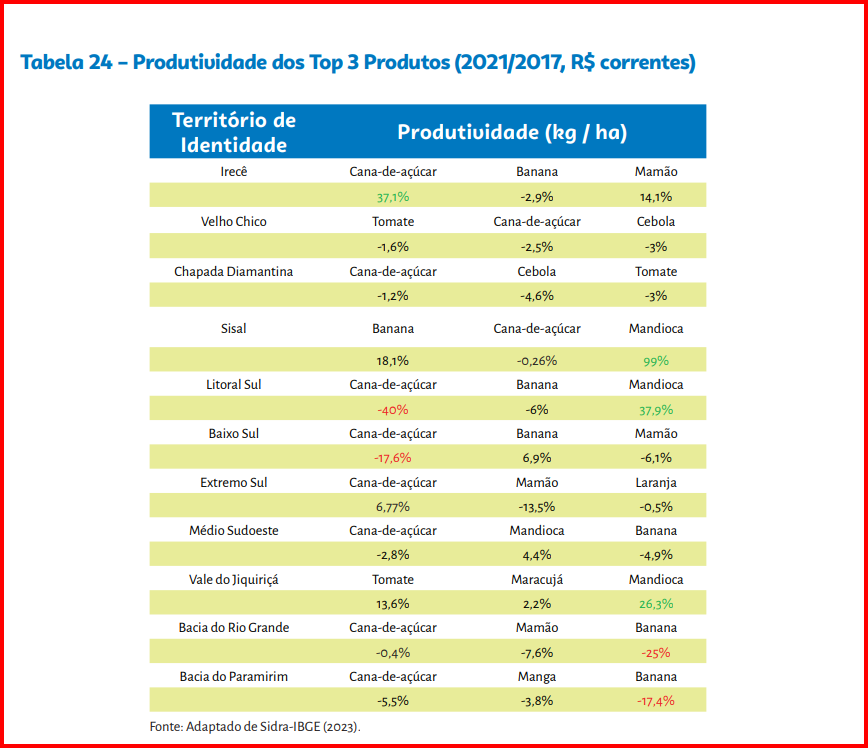 Tabela 24 – Produtividade dos Top 3 Produtos (2021/2017, R$ correntes)
Território de Identidade Produtividade (kg / ha)
Irecê Cana-de-açúcar Banana Mamão
37,1% -2,9% 14,1%
Velho Chico Tomate Cana-de-açúcar Cebola
-1,6% -2,5% -3%
Chapada Diamantina Cana-de-açúcar Cebola Tomate
-1,2% -4,6% -3%
Sisal Banana Cana-de-açúcar Mandioca
18,1% -0,26% 99%
Litoral Sul Cana-de-açúcar Banana Mandioca
-40% -6% 37,9%
Baixo Sul Cana-de-açúcar Banana Mamão
-17,6% 6,9% -6,1%
Extremo Sul Cana-de-açúcar Mamão Laranja
6,77% -13,5% -0,5%
Médio Sudoeste Cana-de-açúcar Mandioca Banana
-2,8% 4,4% -4,9%
Vale do Jiquiriçá Tomate Maracujá Mandioca
13,6% 2,2% 26,3%
Bacia do Rio Grande Cana-de-açúcar Mamão Banana
-0,4% -7,6% -25%
Bacia do Paramirim Cana-de-açúcar Manga Banana
-5,5% -3,8% -17,4%
Fonte: Adaptado de Sidra-IBGE (2023).